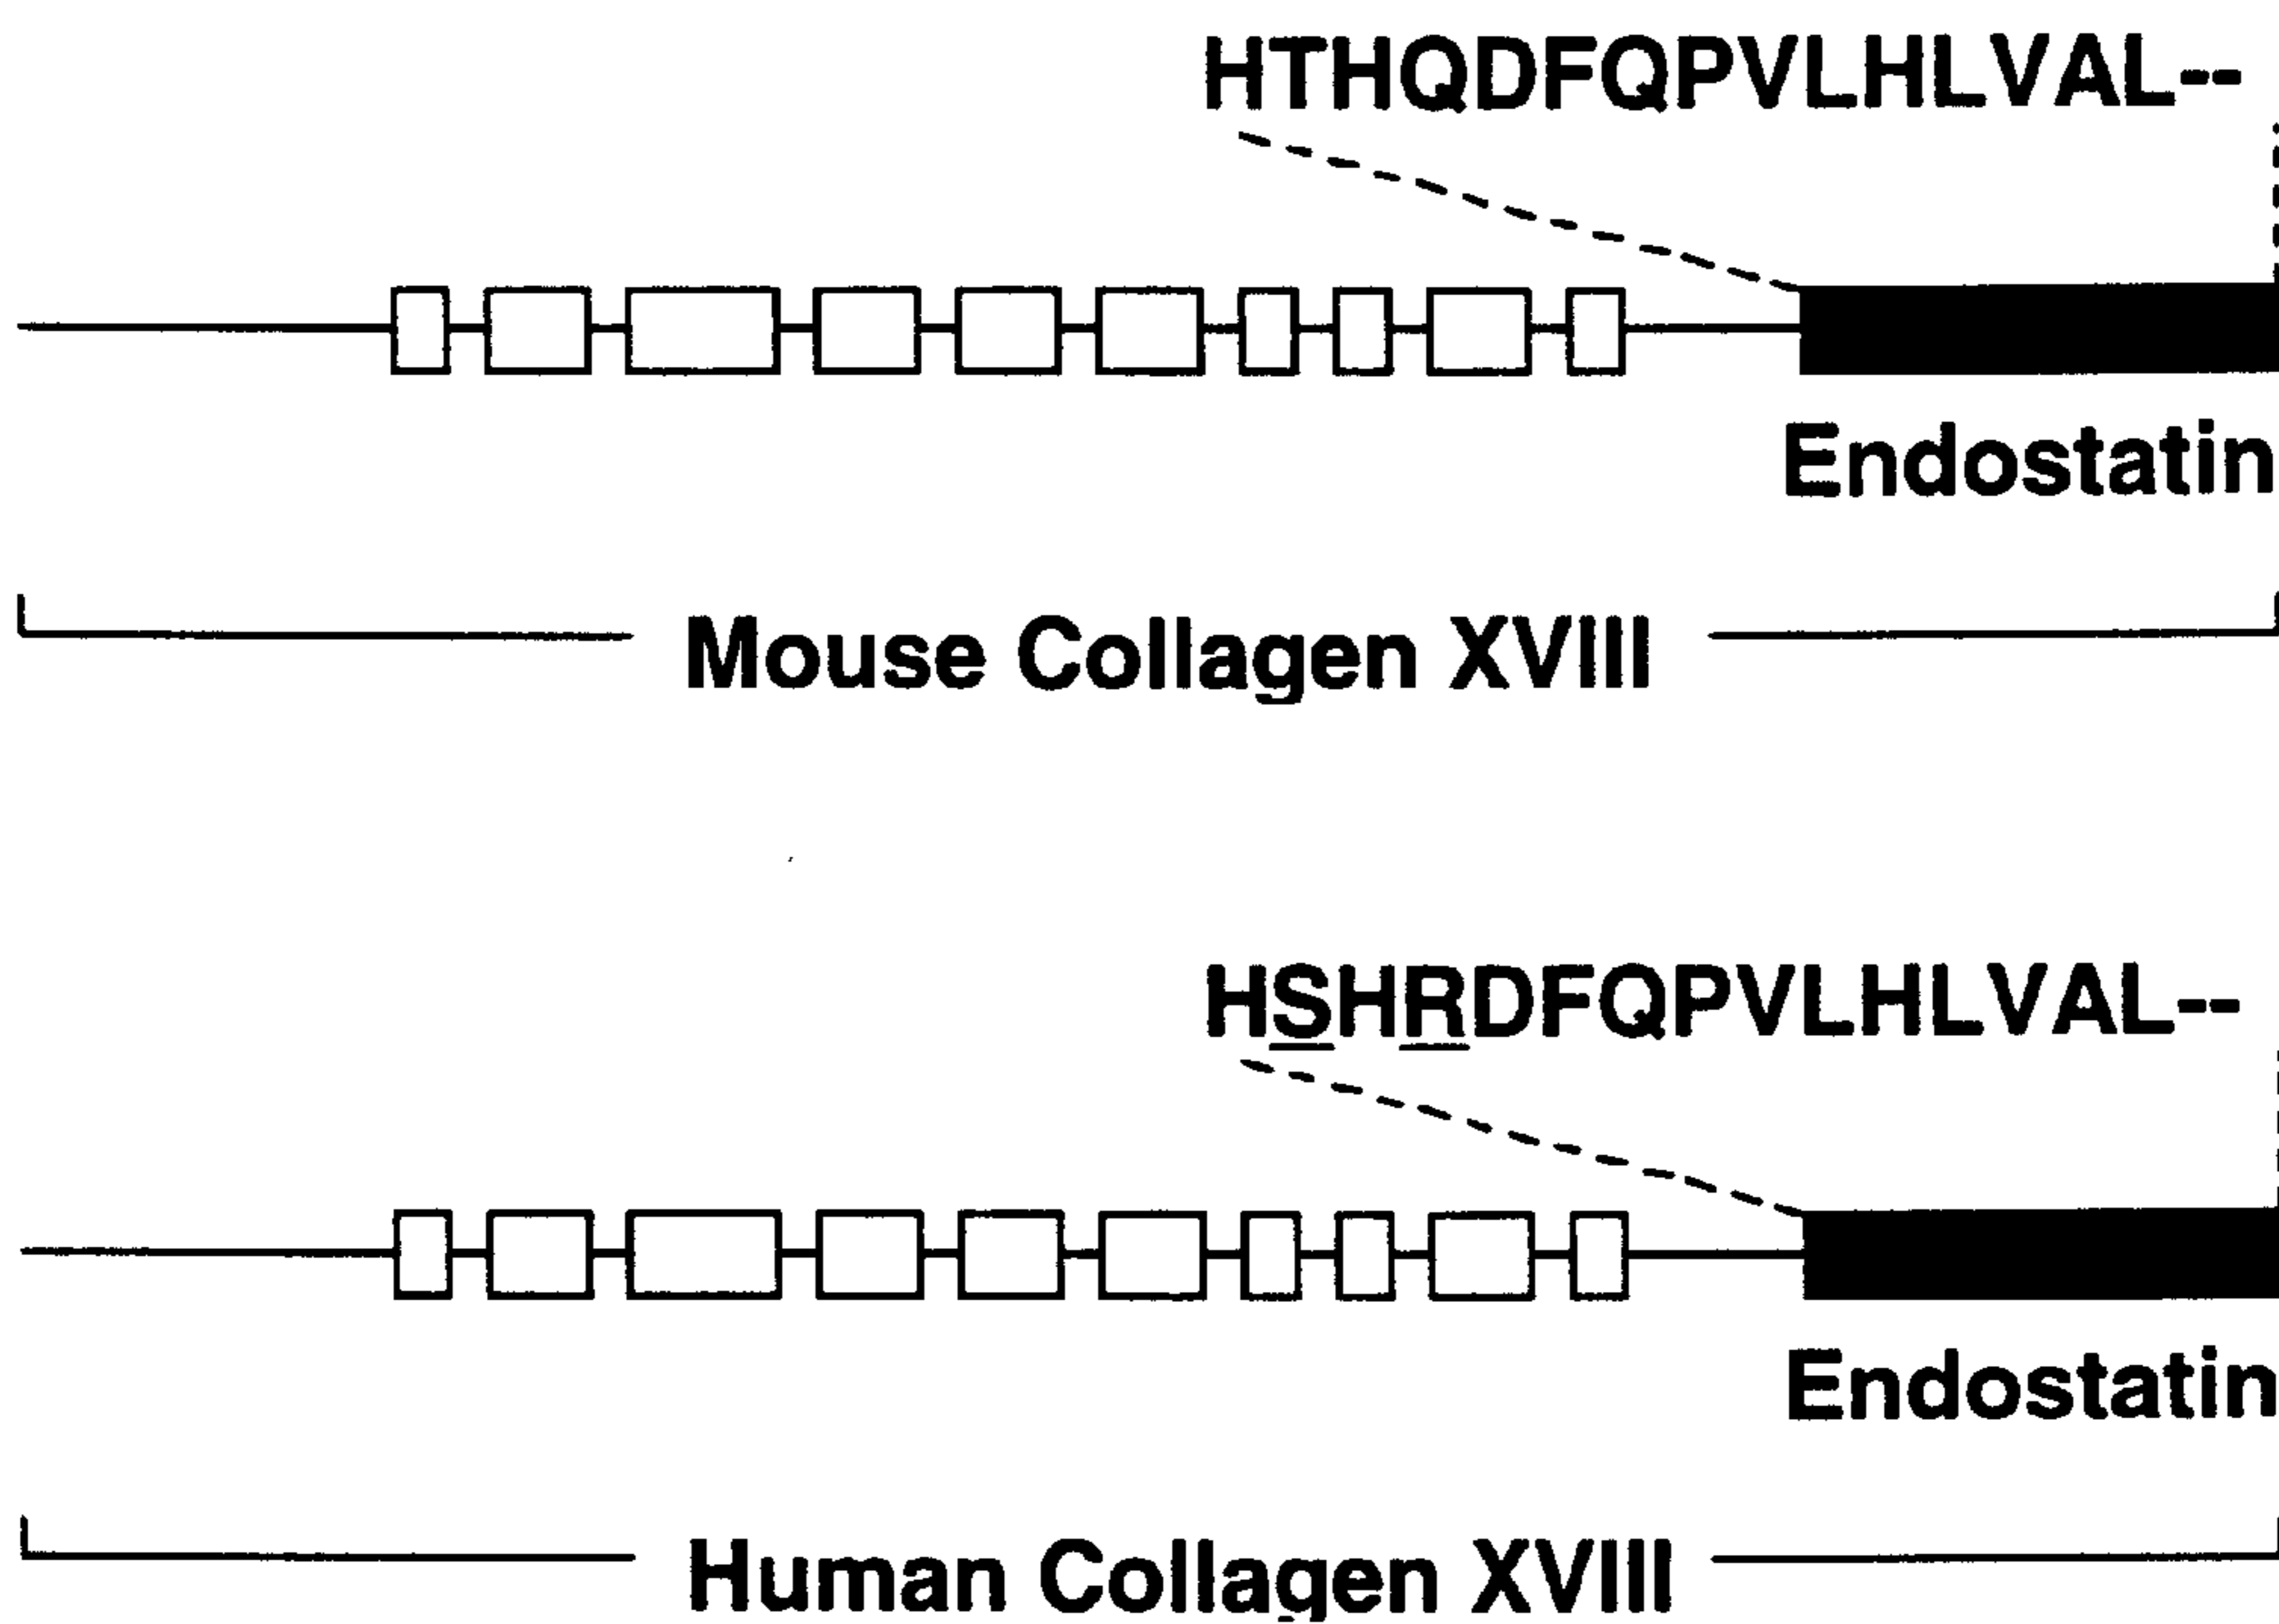 HTHQDFQPVLHLVAL--
Endostatin
Mouse Collagen XVIII
HSHRDFQPVLHLVAL--
Endostatin
Human Collagen XVIII